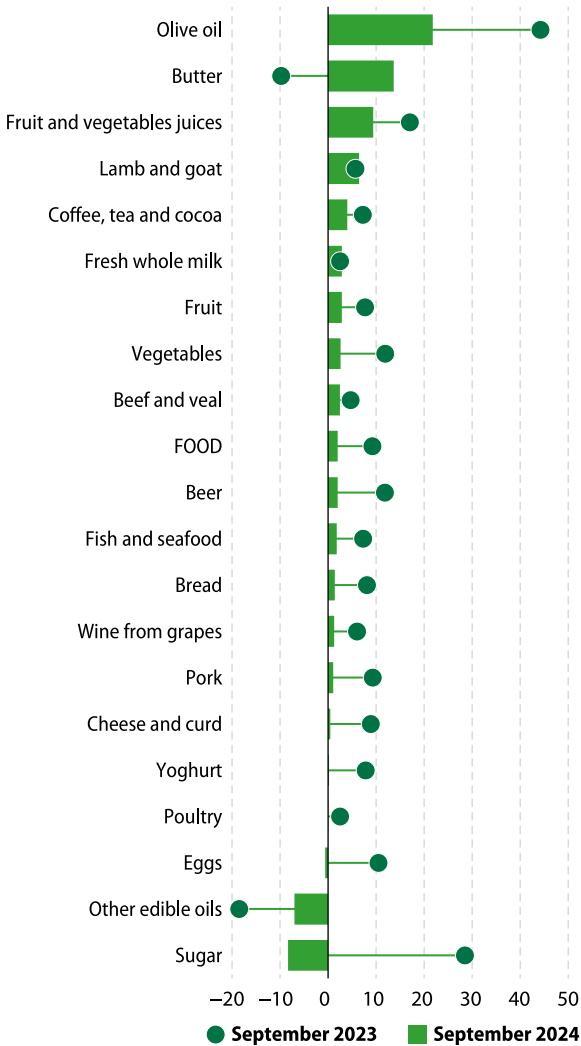 Olive oil
Butter
Fruit and vegetables juices
Lamb and goat
Coffee, tea and cocoa
Fresh whole milk
Fruit
Vegetables
Beef and veal
FOOD
Beer
Fish and seafood
Bread
Wine from grapes
Pork
Cheese and curd
Yoghurt
Poultry
Eggs
Other edible oils
Sugar
−20 −10 0 10 20 30 40 50
September 2023 September 2024